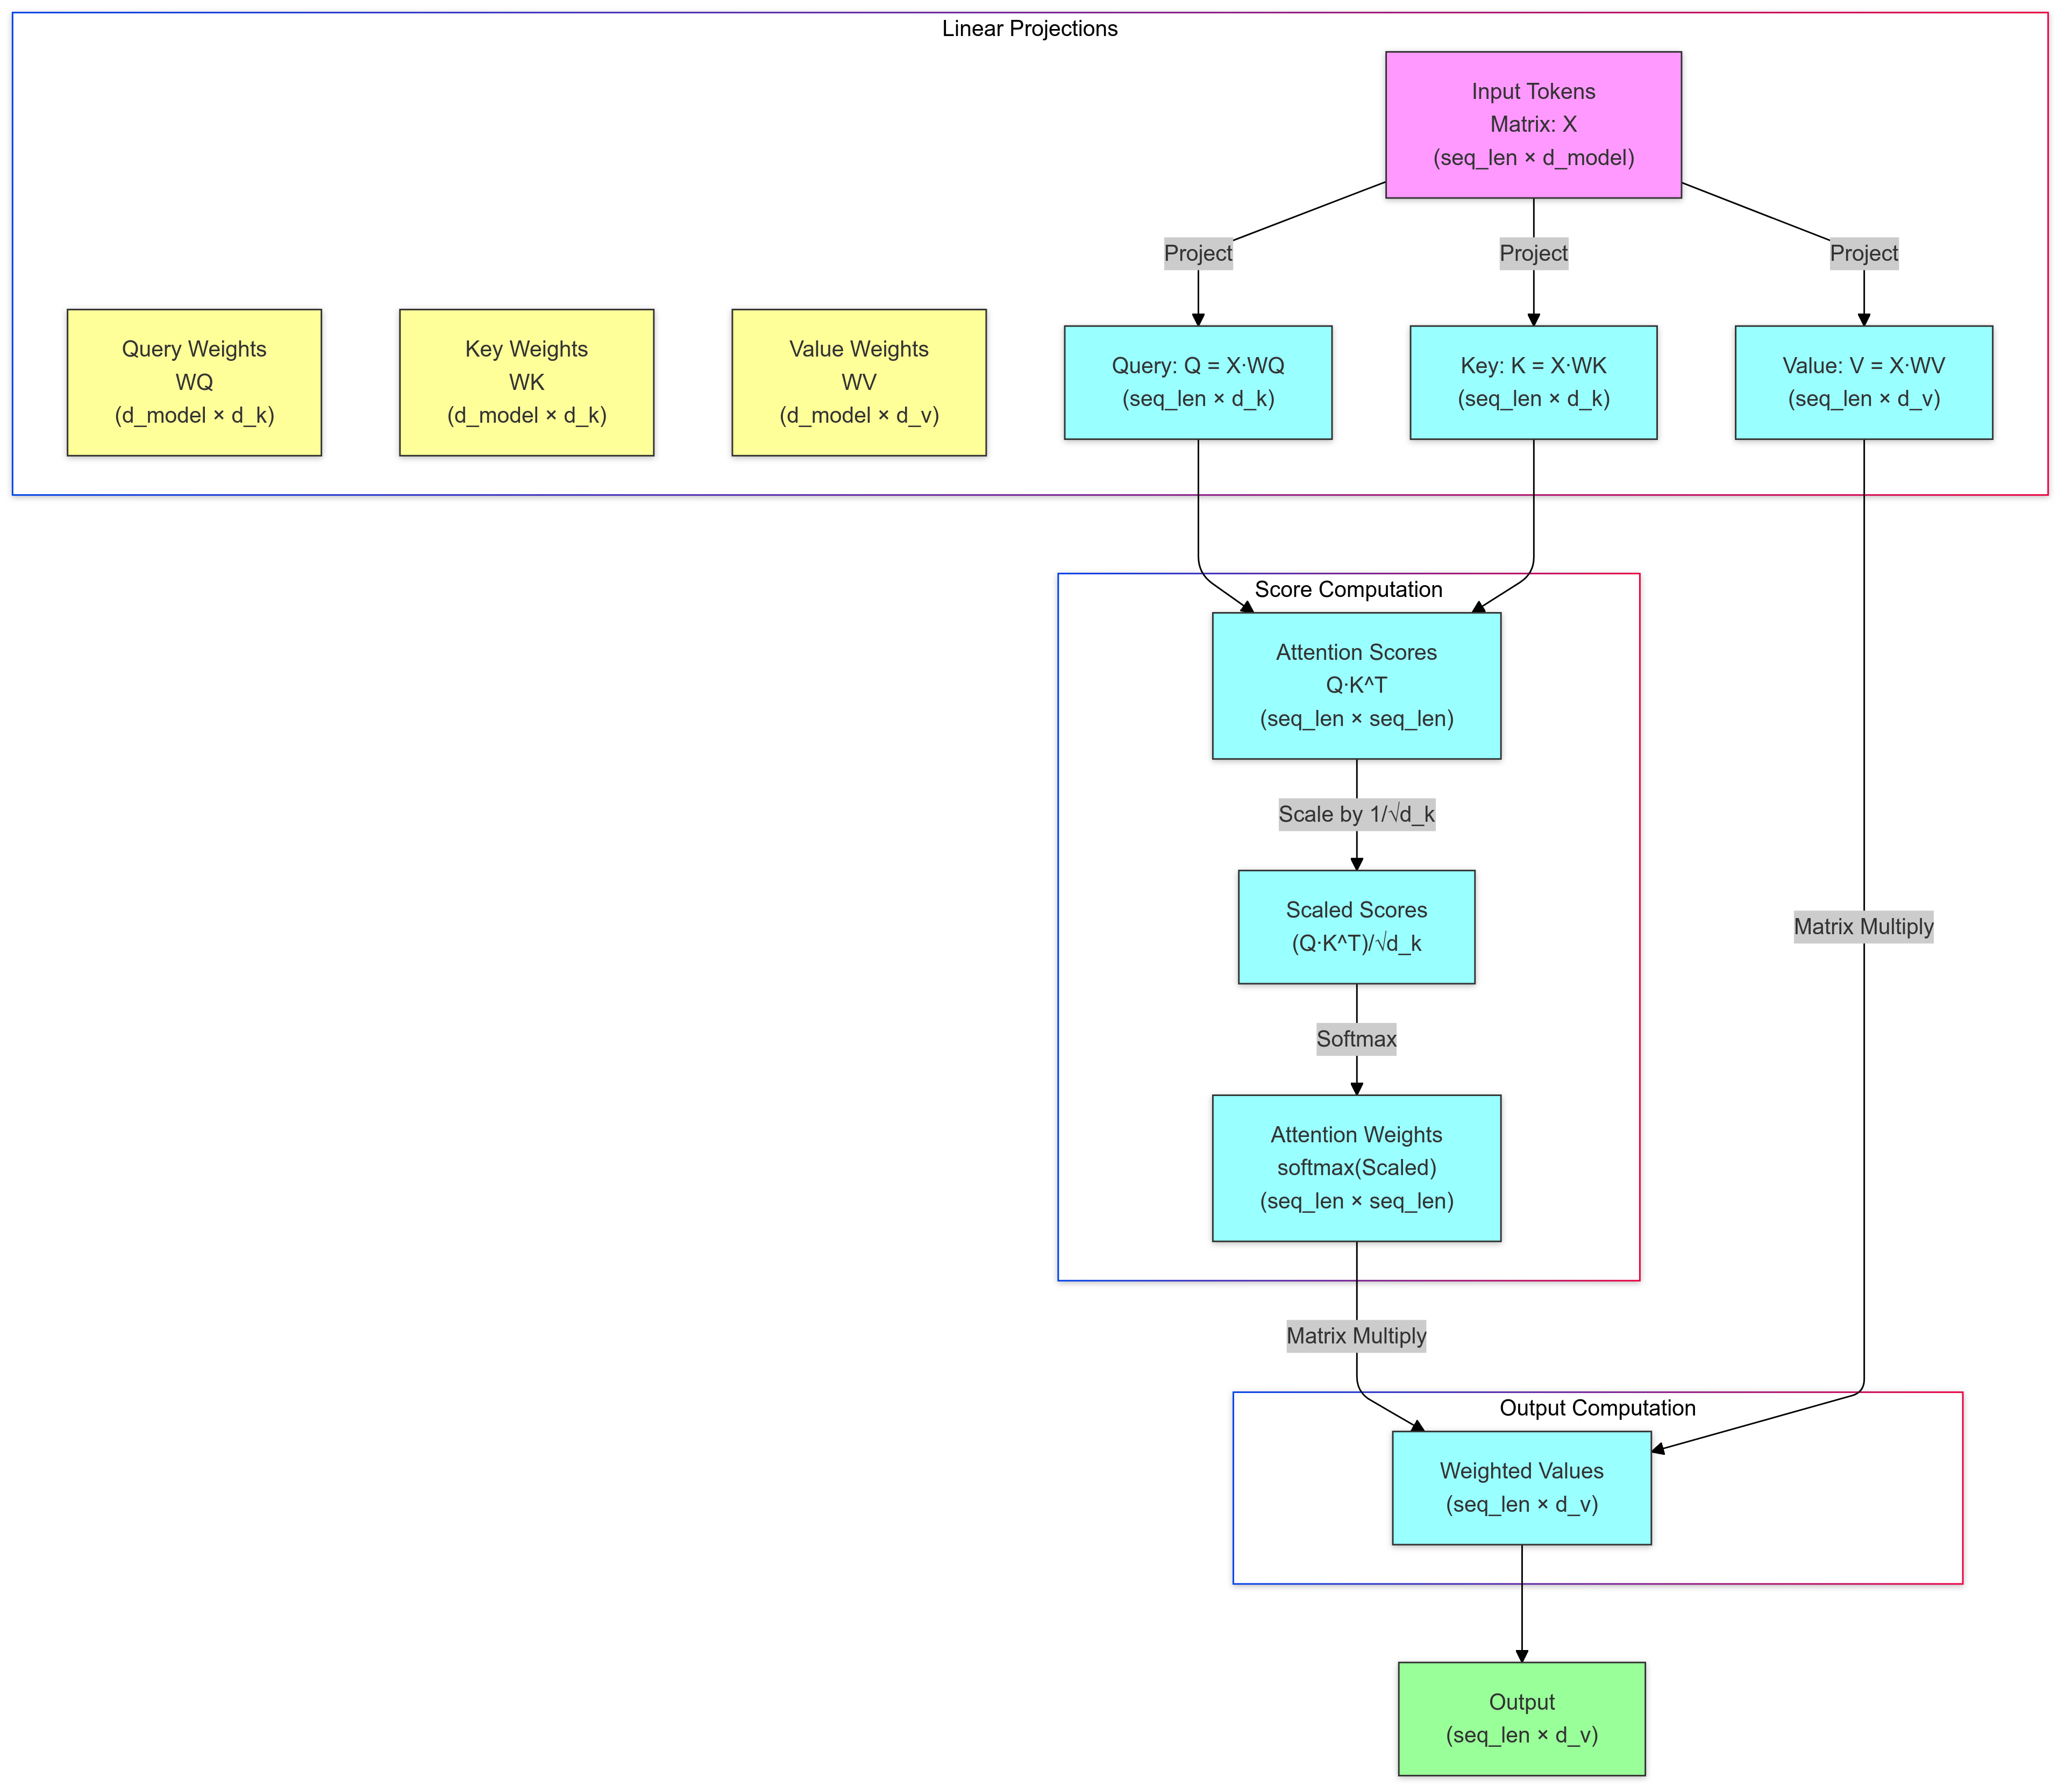 Linear Projections
Input Tokens
Matrix: X
(seq_len × d_model)
Project
Project
Project
Query Weights
WQ
(d_model × d_k)
Key Weights
WK
(d_model × d_k)
Value Weights
WV
(d_model × d_v)
Query: Q = X·WQ
(seq_len × d_k)
Key: K = X·WK
(seq_len × d_k)
Value: V = X·WV
(seq_len × d_v)
Score Computation
Attention Scores
Q·K^T
(seq_len × seq_len)
Scale by 1/√d_k
Scaled Scores
(Q·K^T)/√d_k
Matrix Multiply
Softmax
Attention Weights
softmax(Scaled)
(seq_len × seq_len)
Matrix Multiply
Output Computation
Weighted Values
(seq_len × d_v)
Output
(seq_len × d_v)